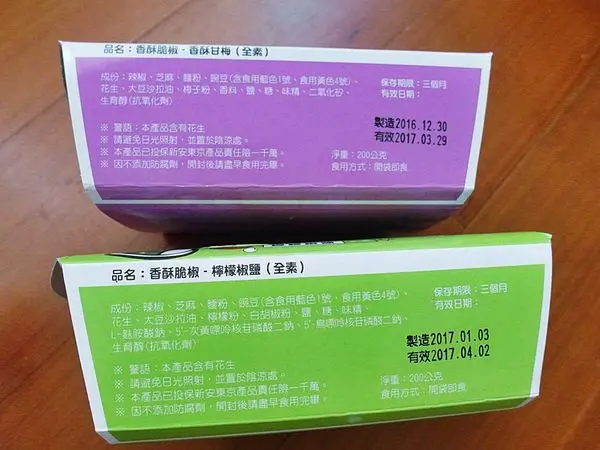 品名：香酥脆椒-香酥甘梅（全素）
成份：辣椒、芝麻、麵粉、豌豆(含食用藍色1號、食用黃色4號)、
花生、大豆沙拉油、梅子粉、香料、鹽、糖、味精、二氧化矽、
生育醇(抗氧化劑)
保存期限：三個月
有效日期：
製造2016.12.30
有效2017.03.29
※ 警語：本產品含有花生
※ 請避免日光照射，並置於陰涼處。
※ 本產品已投保新安東京產品責任險一千萬。
※ 因不添加防腐劑，開封後請盡早食用完畢。
淨重：200公克
食用方式：開袋即食
品名：香酥脆椒-檸檬椒鹽（全素）
成份：辣椒、芝麻、麵粉、豌豆(含食用藍色1號、食用黃色4號)、
花生、大豆沙拉油、檸檬粉、白胡椒粉、鹽、糖、味精、
L-麩胺酸鈉、5'-次黃嘌呤核苷磷酸二鈉、5'-鳥嘌呤核苷磷酸二鈉、
生育醇(抗氧化劑)
保存期限：三個月
有效日期：
製造2017.01.03
有效2017.04.02
※ 警語：本產品含有花生
※ 請避免日光照射，並置於陰涼處。
※ 本產品已投保新安東京產品責任險一千萬。
※ 因不添加防腐劑，開封後請盡早食用完畢。
淨重：200公克
食用方式：開袋即食